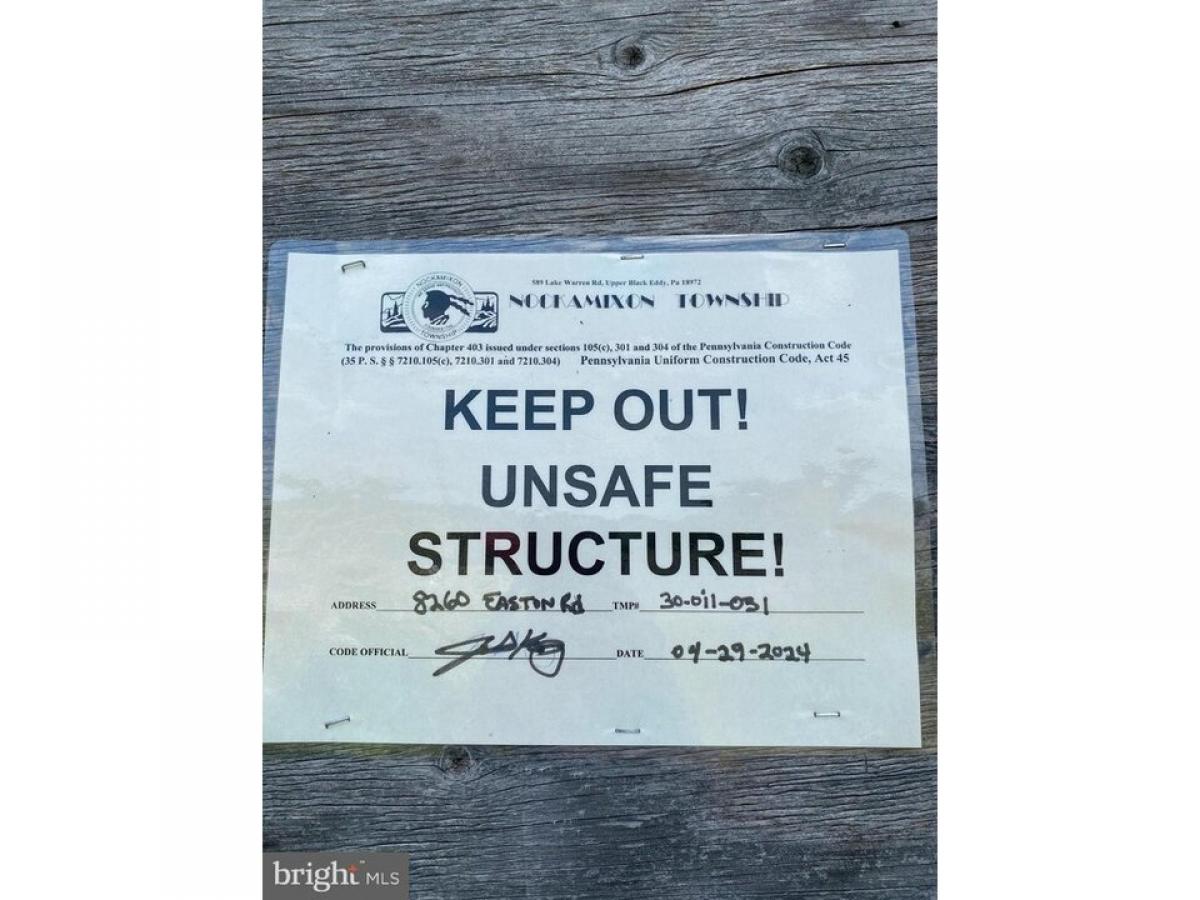 589 Lake Warren Rd, Upper Black Eddy, Pa 18972
NOCKAMIXON TOWNSHIP
NOCKAMIXON
TOWNSHIP
The provisions of Chapter 403 issued under sections 105(c), 301 and 304 of the Pennsylvania Construction Code
(35 P. S. § § 7210.105(c), 7210.301 and 7210.304) Pennsylvania Uniform Construction Code, Act 45
KEEP OUT!
UNSAFE
STRUCTURE!
ADDRESS 8260 EASTON Rd TMP# 30-011-031
CODE OFFICIAL DATE 04-29-2024
bright™ MLS